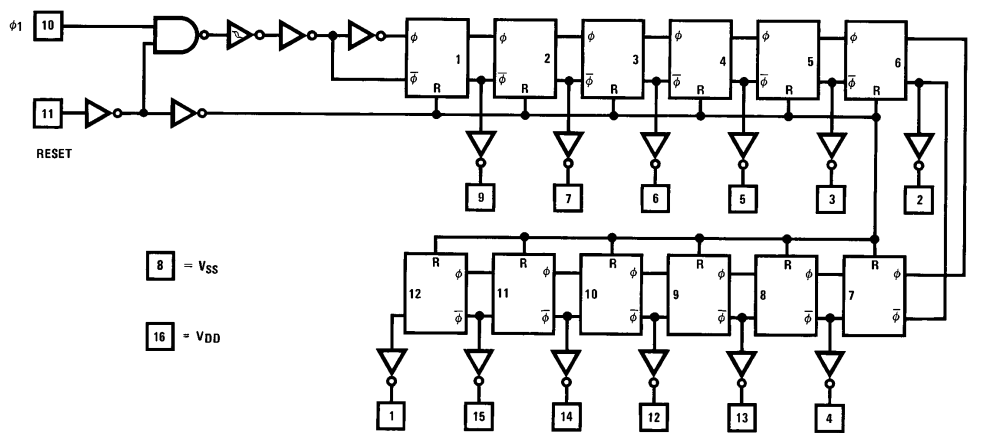 ϕ1 10
ϕ ϕ ϕ ϕ ϕ
1 2 3 4 5 6
ϕ̅ ϕ̅ ϕ̅ ϕ̅ ϕ̅ ϕ̅
R R R R R R
11
RESET
9 7 6 5 3 2
8 = VSS
R R R R R R
ϕ ϕ ϕ ϕ ϕ ϕ
12 11 10 9 8 7
ϕ̅ ϕ̅ ϕ̅ ϕ̅ ϕ̅ ϕ̅
16 = VDD
1 15 14 12 13 4